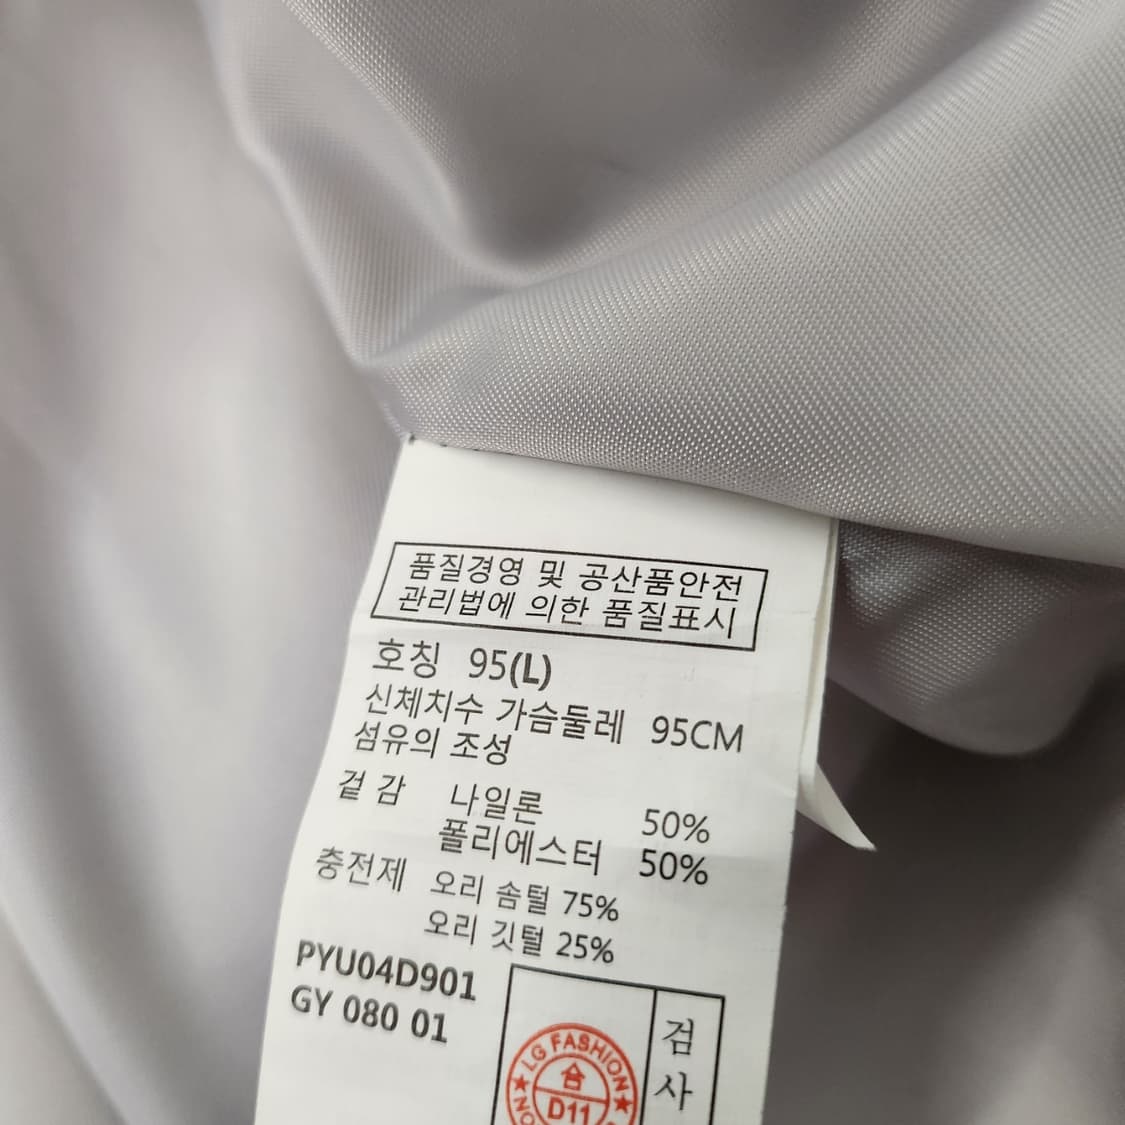 품질경영 및 공산품안전
관리법에 의한 품질표시
호칭 95(L)
신체치수 가슴둘레 95CM
섬유의 조성
겉감 나일론 50%
폴리에스터 50%
충전제 오리 솜털 75%
오리 깃털 25%
PYU04D901
GY 080 01
검사
★LG FASHION★
합
D11